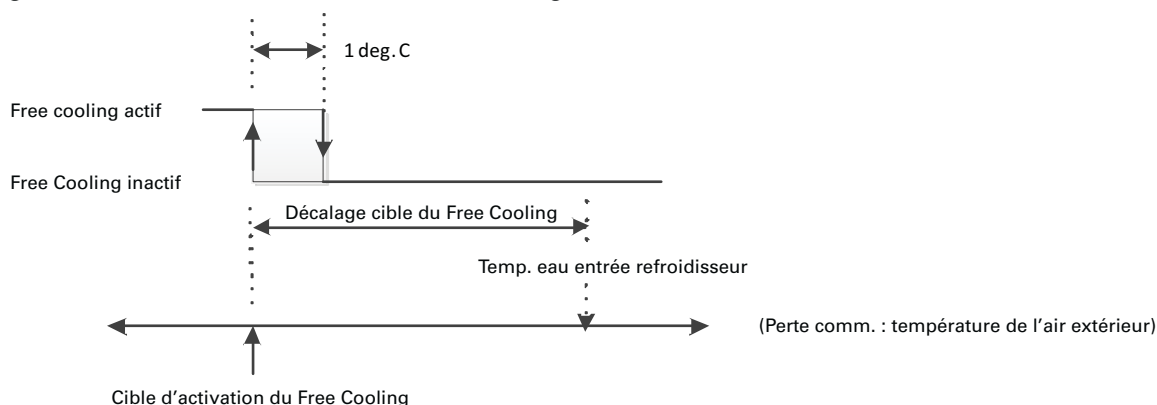 1 deg. C
Free cooling actif
Free Cooling inactif
Décalage cible du Free Cooling
Temp. eau entrée refroidisseur
(Perte comm. : température de l'air extérieur)
Cible d'activation du Free Cooling